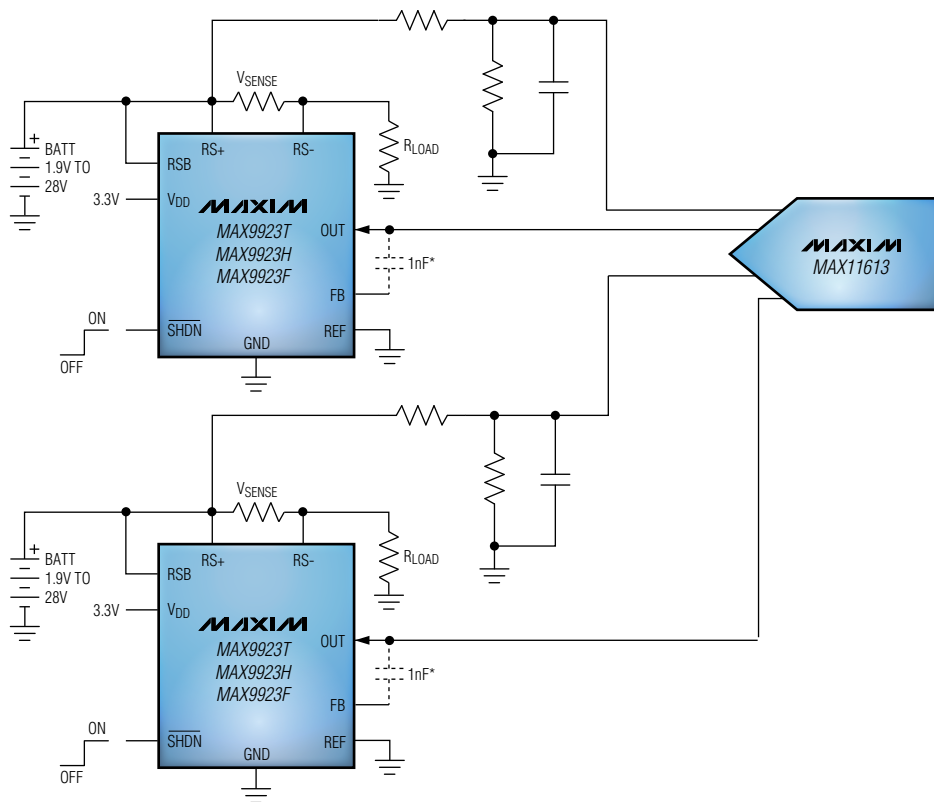 VSENSE
+
BATT
1.9V TO
28V
RS+
RS-
RLOAD
RSB
3.3V
VDD
MAXIM
MAX9923T
MAX9923H
MAX9923F
OUT
1nF*
FB
ON
OFF
SHDN
REF
GND
MAXIM
MAX11613
VSENSE
+
BATT
1.9V TO
28V
RS+
RS-
RLOAD
RSB
3.3V
VDD
MAXIM
MAX9923T
MAX9923H
MAX9923F
OUT
1nF*
FB
ON
OFF
SHDN
REF
GND